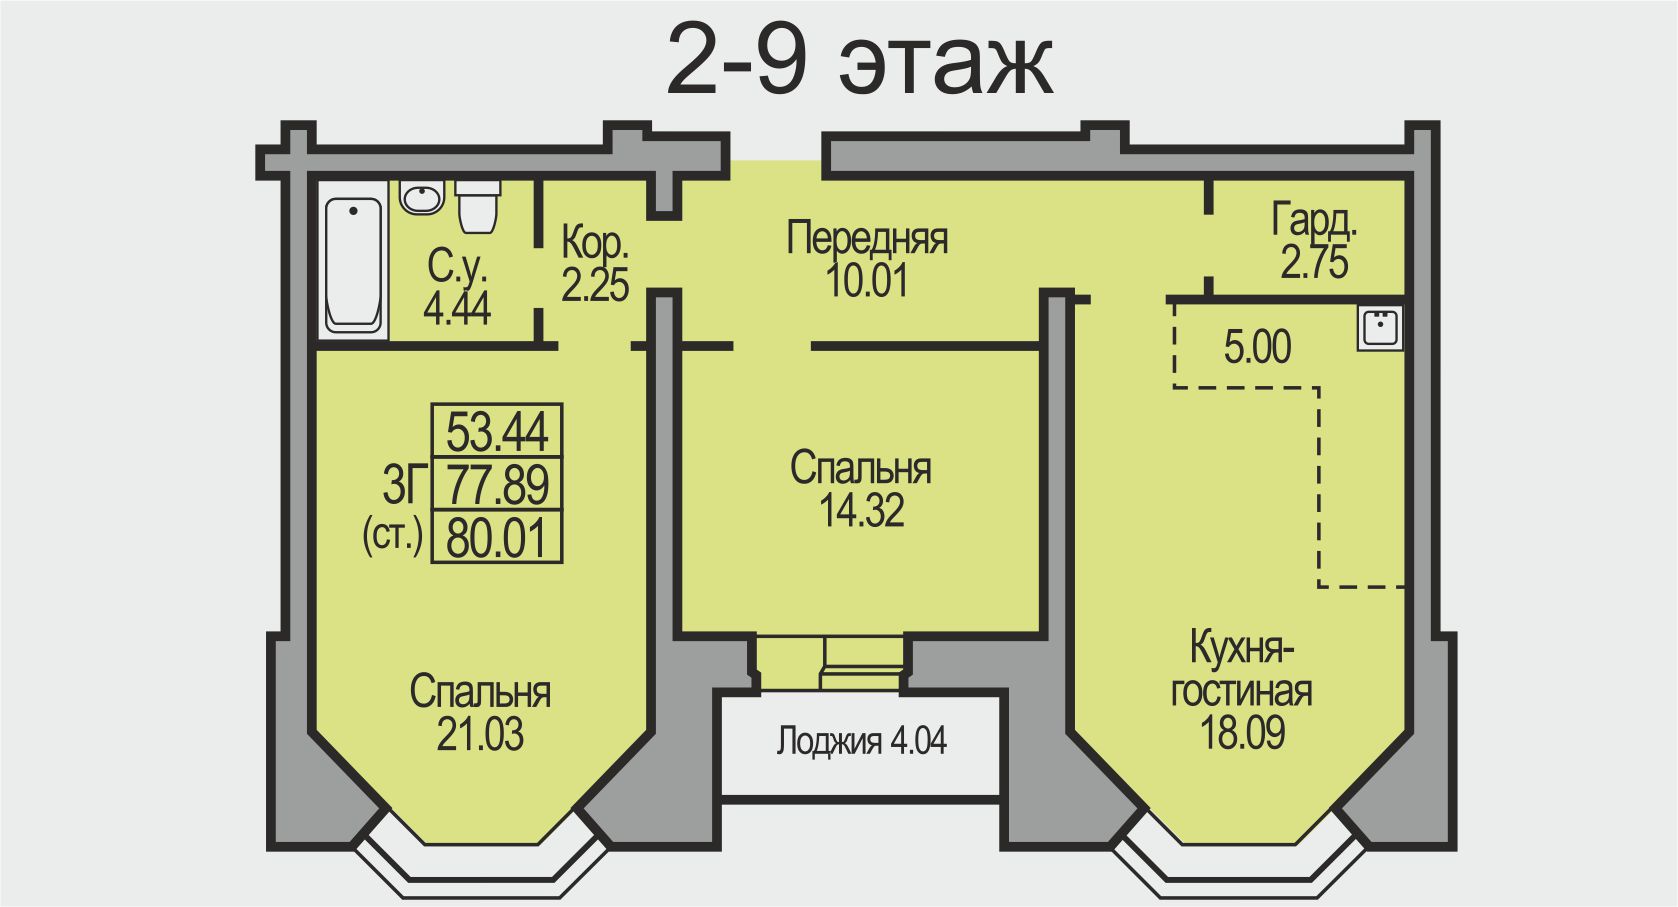 2-9 этаж
С.у.
4.44
Кор.
2.25
Передняя
10.01
Гард.
2.75
5.00
3Г
(ст.)
53.44
77.89
80.01
Спальня
14.32
Спальня
21.03
Лоджия 4.04
Кухня-
гостиная
18.09